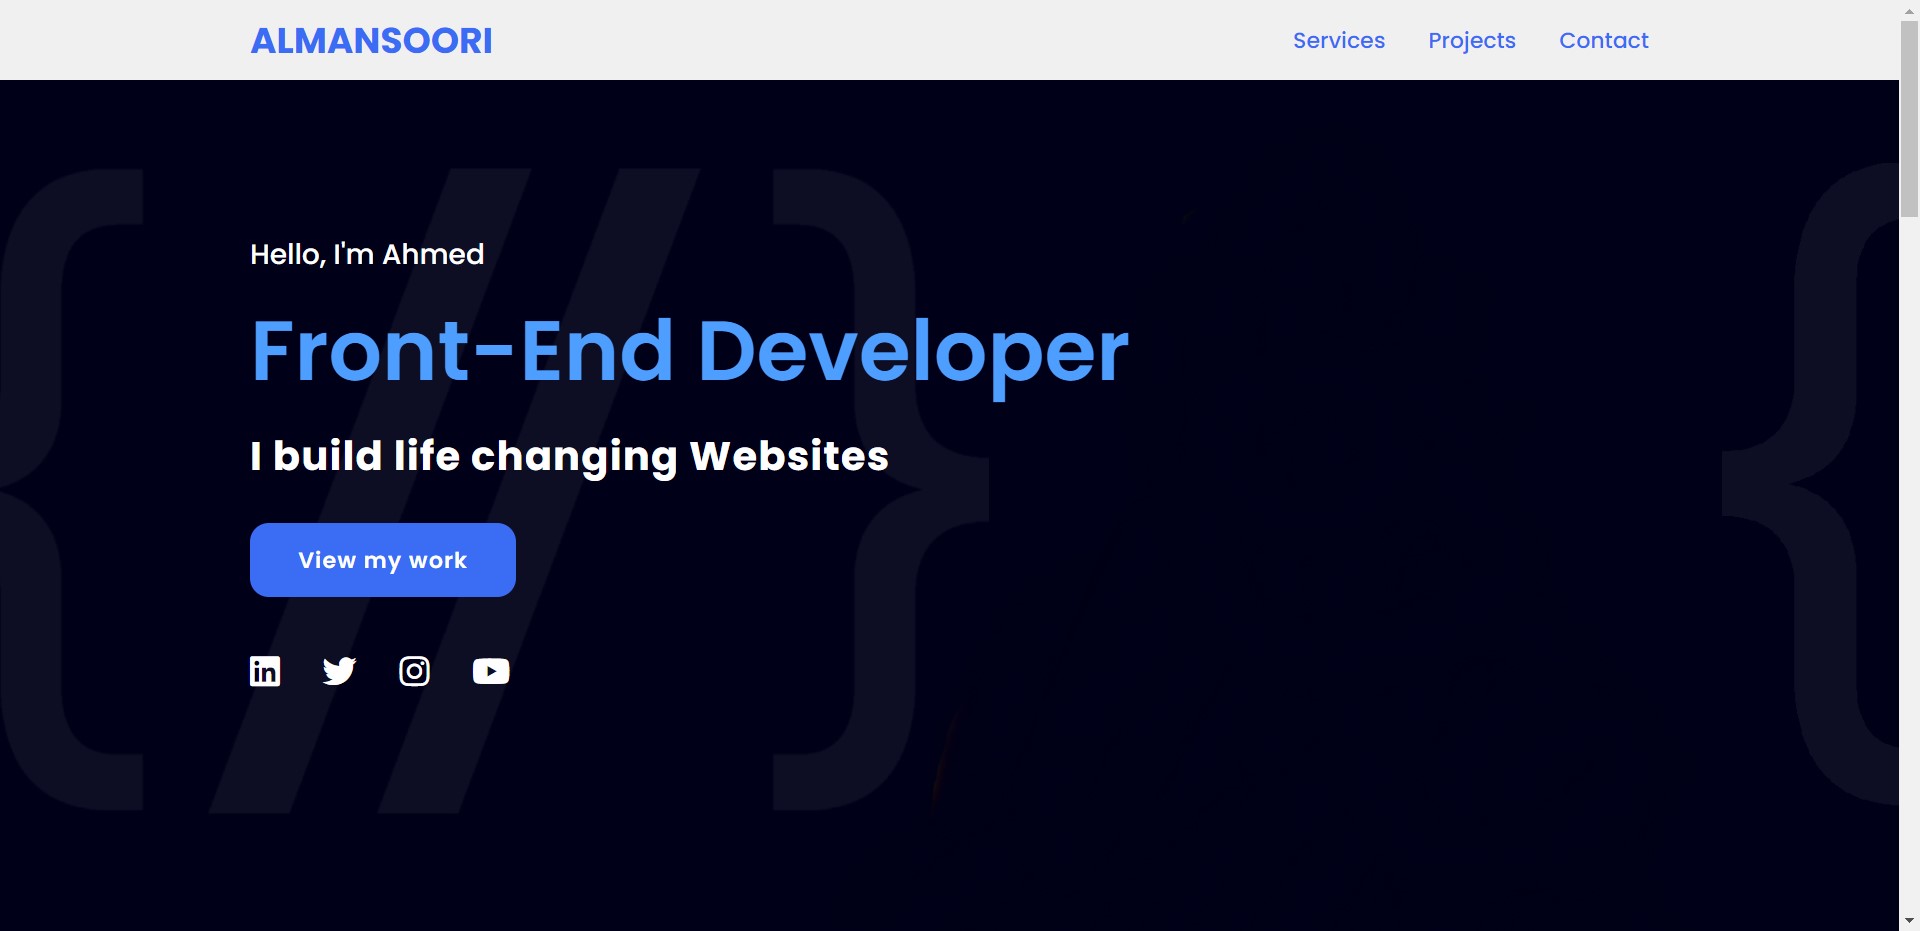 ALMANSOORI
Services Projects Contact
Hello, I'm Ahmed
Front-End Developer
I build life changing Websites
View my work